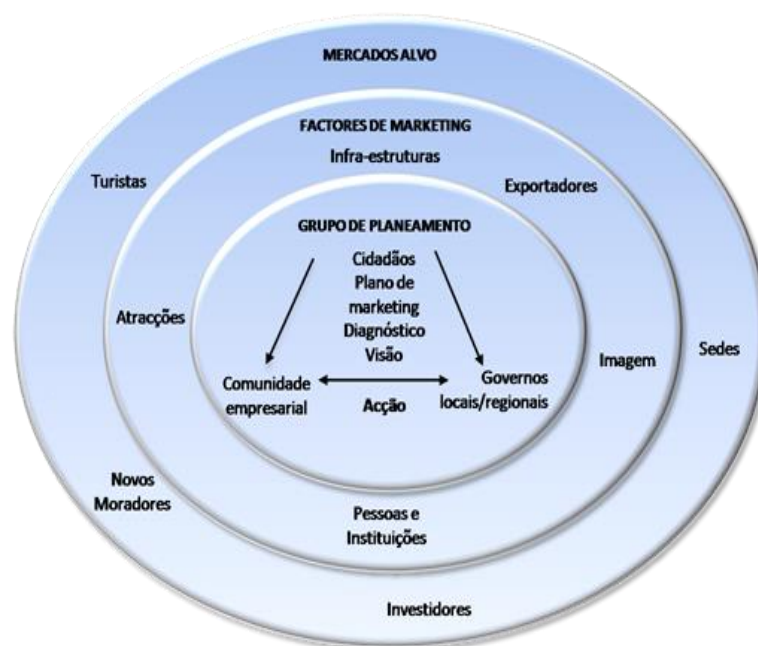 MERCADOS ALVO
FACTORES DE MARKETING
Infra-estruturas
Turistas
Exportadores
GRUPO DE PLANEAMENTO
Cidadãos
Plano de
marketing
Diagnóstico
Visão
Atracções
Imagem
Sedes
Comunidade
empresarial
Acção
Governos
locais/regionais
Novos
Moradores
Pessoas e
Instituições
Investidores